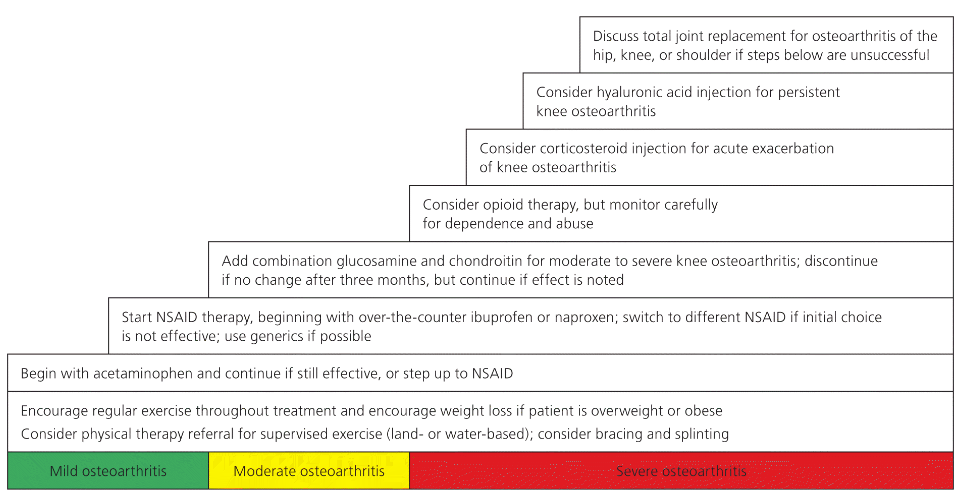 Discuss total joint replacement for osteoarthritis of the
hip, knee, or shoulder if steps below are unsuccessful
Consider hyaluronic acid injection for persistent
knee osteoarthritis
Consider corticosteroid injection for acute exacerbation
of knee osteoarthritis
Consider opioid therapy, but monitor carefully
for dependence and abuse
Add combination glucosamine and chondroitin for moderate to severe knee osteoarthritis; discontinue
if no change after three months, but continue if effect is noted
Start NSAID therapy, beginning with over-the-counter ibuprofen or naproxen; switch to different NSAID if initial choice
is not effective; use generics if possible
Begin with acetaminophen and continue if still effective, or step up to NSAID
Encourage regular exercise throughout treatment and encourage weight loss if patient is overweight or obese
Consider physical therapy referral for supervised exercise (land- or water-based); consider bracing and splinting
Mild osteoarthritis
Moderate osteoarthritis
Severe osteoarthritis